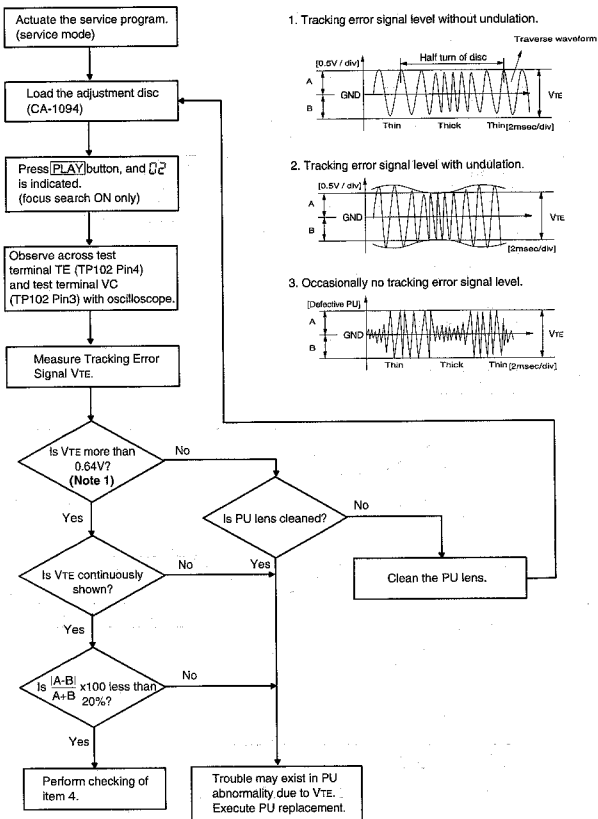 Actuate the service program.
(service mode)
Load the adjustment disc
(CA-1094)
Press PLAY button, and 02
is indicated.
(focus search ON only)
Observe across test
terminal TE (TP102 Pin4)
and test terminal VC
(TP102 Pin3) with oscilloscope.
Measure Tracking Error
Signal VTE.
Is VTE more than
0.64V?
(Note 1)
No
Yes
Is PU lens cleaned?
No
Yes
Clean the PU lens.
Is VTE continuously
shown?
No
Yes
Is |A-B| / A+B x100 less than
20%?
No
Yes
Perform checking of
item 4.
Trouble may exist in PU
abnormality due to VTE.
Execute PU replacement.
1. Tracking error signal level without undulation.
Traverse waveform
[0.5V / div]
Half turn of disc
A
GND
VTE
B
Thin
Thick
Thin
[2msec/div]
2. Tracking error signal level with undulation.
[0.5V / div]
A
GND
VTE
B
[2msec/div]
3. Occasionally no tracking error signal level.
[Defective PU]
A
GND
VTE
B
Thin
Thick
Thin
[2msec/div]